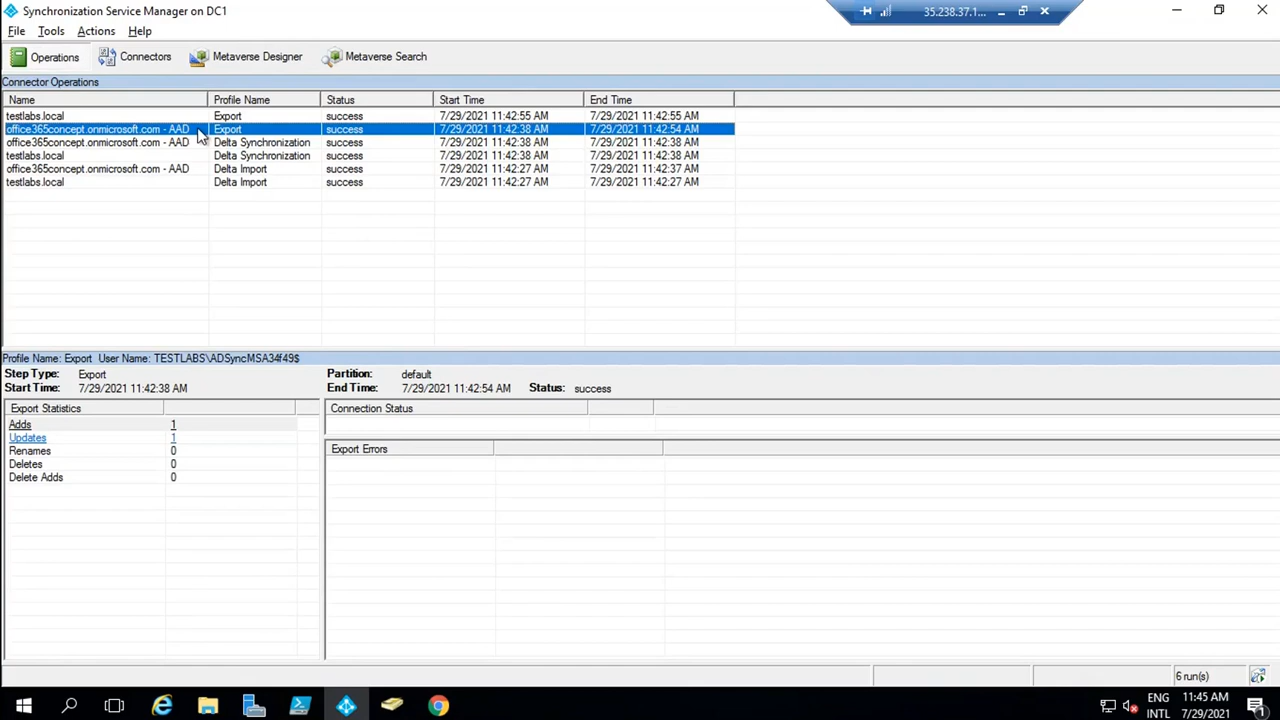 Synchronization Service Manager on DC1
35.238.37.1...
File Tools Actions Help
Operations Connectors Metaverse Designer Metaverse Search
Connector Operations
Name Profile Name Status Start Time End Time
testlabs.local Export success 7/29/2021 11:42:55 AM 7/29/2021 11:42:55 AM
office365concept.onmicrosoft.com - AAD Export success 7/29/2021 11:42:38 AM 7/29/2021 11:42:54 AM
office365concept.onmicrosoft.com - AAD Delta Synchronization success 7/29/2021 11:42:38 AM 7/29/2021 11:42:38 AM
testlabs.local Delta Synchronization success 7/29/2021 11:42:38 AM 7/29/2021 11:42:38 AM
office365concept.onmicrosoft.com - AAD Delta Import success 7/29/2021 11:42:27 AM 7/29/2021 11:42:37 AM
testlabs.local Delta Import success 7/29/2021 11:42:27 AM 7/29/2021 11:42:27 AM
Profile Name: Export User Name: TESTLABS\ADSyncMSA34f49$
Step Type: Export Partition: default
Start Time: 7/29/2021 11:42:38 AM End Time: 7/29/2021 11:42:54 AM Status: success
Export Statistics Connection Status
Adds 1
Updates 1
Renames 0
Deletes 0
Delete Adds 0
Export Errors
6 run(s)
ENG 11:45 AM
INTL 7/29/2021
1